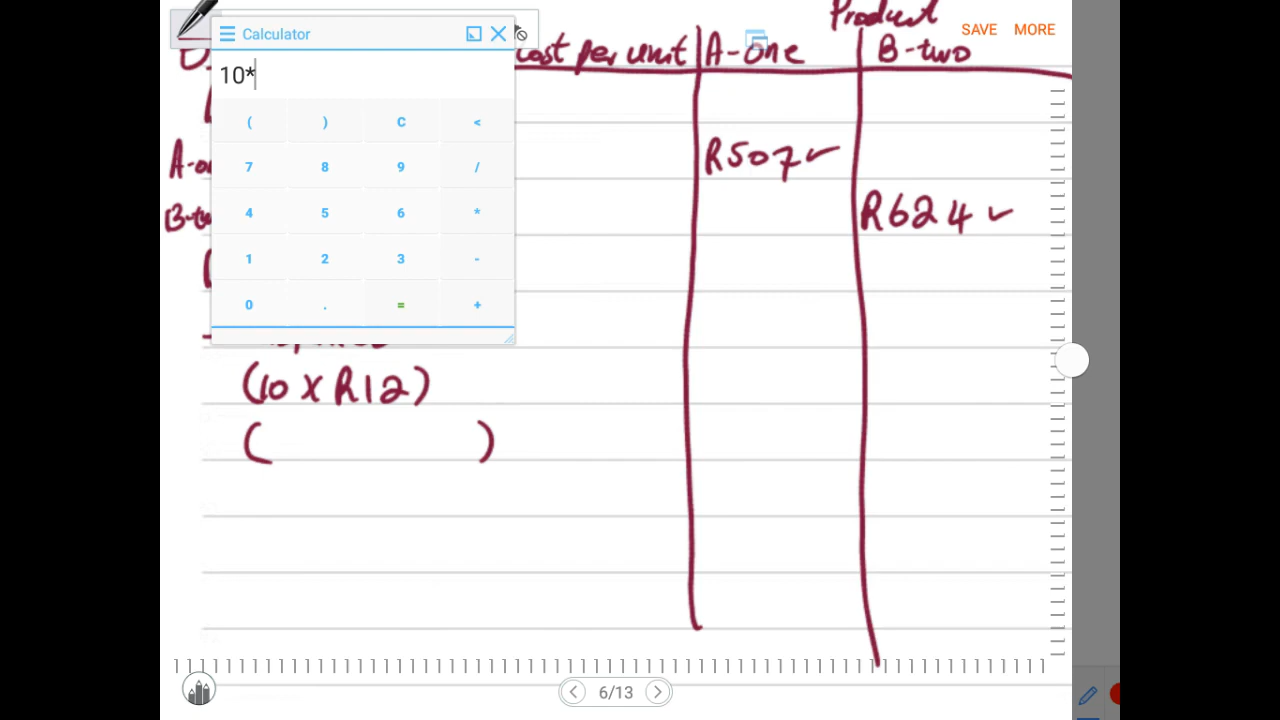 Product
SAVE MORE
Calculator
cost per unit A-one B-two
10*
( ) C <
7 8 9 /
A-o
R507✓
4 5 6 *
B-tw
R624✓
1 2 3 -
0 . = +
(10 x R12)
( )
6/13